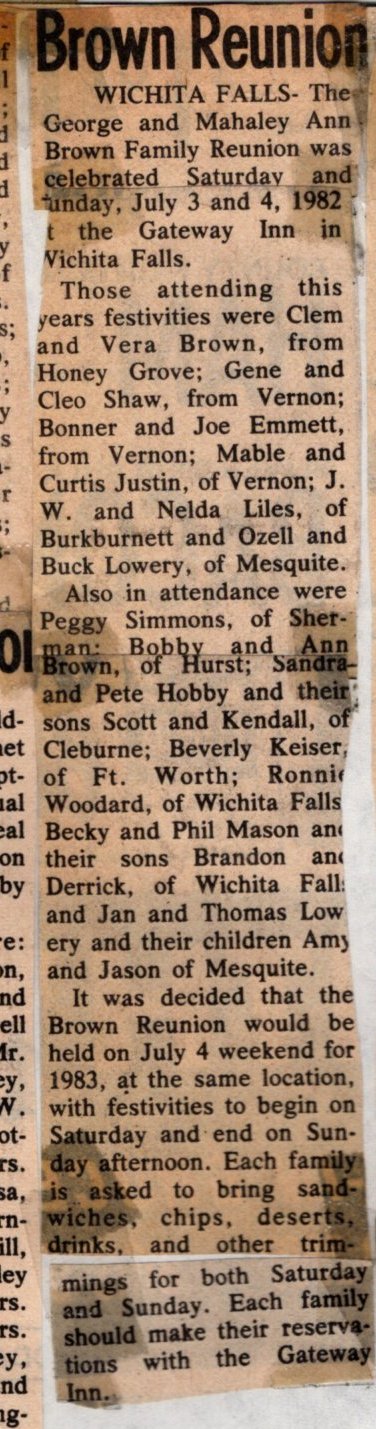 Brown Reunion
WICHITA FALLS- The
George and Mahaley Ann
Brown Family Reunion was
celebrated Saturday and
unday, July 3 and 4, 1982
t the Gateway Inn in
Vichita Falls.
Those attending this
years festivities were Clem
and Vera Brown, from
Honey Grove; Gene and
Cleo Shaw, from Vernon;
Bonner and Joe Emmett,
from Vernon; Mable and
Curtis Justin, of Vernon; J.
W. and Nelda Liles, of
Burkburnett and Ozell and
Buck Lowery, of Mesquite.
Also in attendance were
Peggy Simmons, of Sher-
man; Bobby and Ann
Brown, of Hurst; Sandra
and Pete Hobby and their
sons Scott and Kendall, of
Cleburne; Beverly Keiser,
of Ft. Worth; Ronnie
Woodard, of Wichita Falls
Becky and Phil Mason an
their sons Brandon an
Derrick, of Wichita Falls
and Jan and Thomas Low
ery and their children Amy
and Jason of Mesquite.
It was decided that the
Brown Reunion would be
held on July 4 weekend for
1983, at the same location,
with festivities to begin on
Saturday and end on Sun-
day afternoon. Each family
is asked to bring sand-
wiches, chips, deserts,
drinks, and other trim-
mings for both Saturday
and Sunday. Each family
should make their reserva-
tions with the Gateway
Inn.